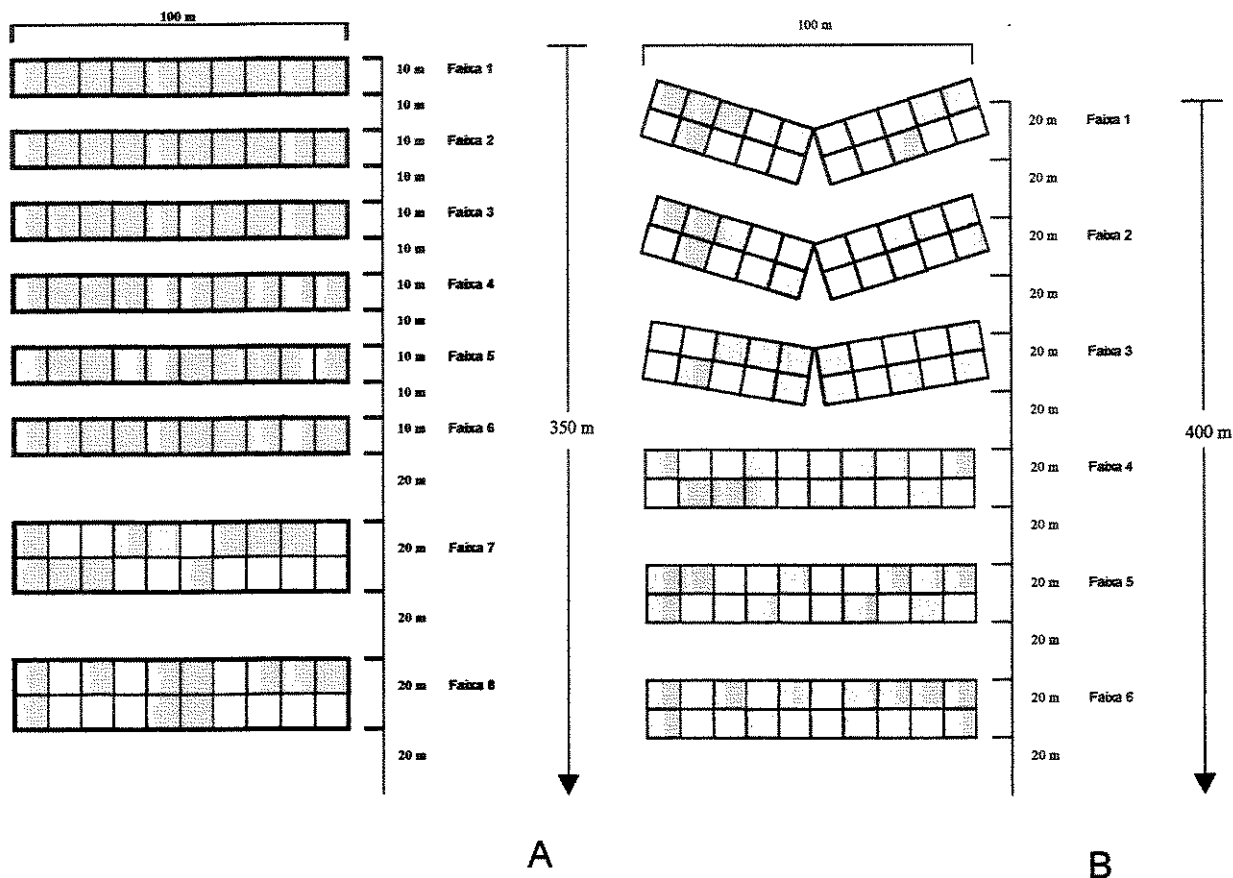 100 m
10 m Faixa 1
10 m
10 m Faixa 2
10 m
10 m Faixa 3
10 m
10 m Faixa 4
10 m
10 m Faixa 5
10 m
10 m Faixa 6
20 m
20 m Faixa 7
20 m
20 m Faixa 8
20 m
350 m
A
100 m
20 m Faixa 1
20 m
20 m Faixa 2
20 m
20 m Faixa 3
20 m
20 m Faixa 4
20 m
20 m Faixa 5
20 m
20 m Faixa 6
20 m
400 m
B